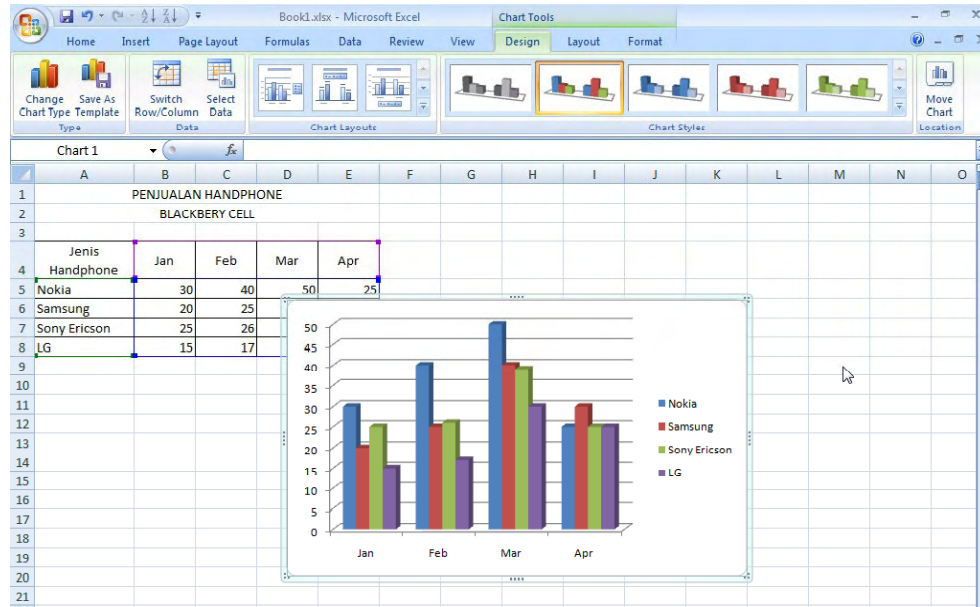 Book1.xlsx - Microsoft Excel
Chart Tools
Home Insert Page Layout Formulas Data Review View Design Layout Format
Change Chart Type
Save As Template
Switch Row/Column
Select Data
Move Chart
Type Data Chart Layouts Chart Styles Location
Chart 1 fx
A B C D E F G H I J K L M N O
1 PENJUALAN HANDPHONE
2 BLACKBERY CELL
3
4 Jenis Handphone Jan Feb Mar Apr
5 Nokia 30 40 50 25
6 Samsung 20 25
7 Sony Ericson 25 26
8 LG 15 17
9
10
11
12
13
14
15
16
17
18
19
20
21
50
45
40
35
30
25
20
15
10
5
0
Jan Feb Mar Apr
Nokia
Samsung
Sony Ericson
LG